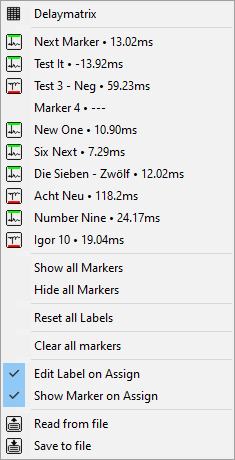 Delaymatrix
Next Marker • 13.02ms
Test It • -13.92ms
Test 3 - Neg • 59.23ms
Marker 4 • ---
New One • 10.90ms
Six Next • 7.29ms
Die Sieben - Zwölf • 12.02ms
Acht Neu • 118.2ms
Number Nine • 24.17ms
Igor 10 • 19.04ms
Show all Markers
Hide all Markers
Reset all Labels
Clear all markers
Edit Label on Assign
Show Marker on Assign
Read from file
Save to file